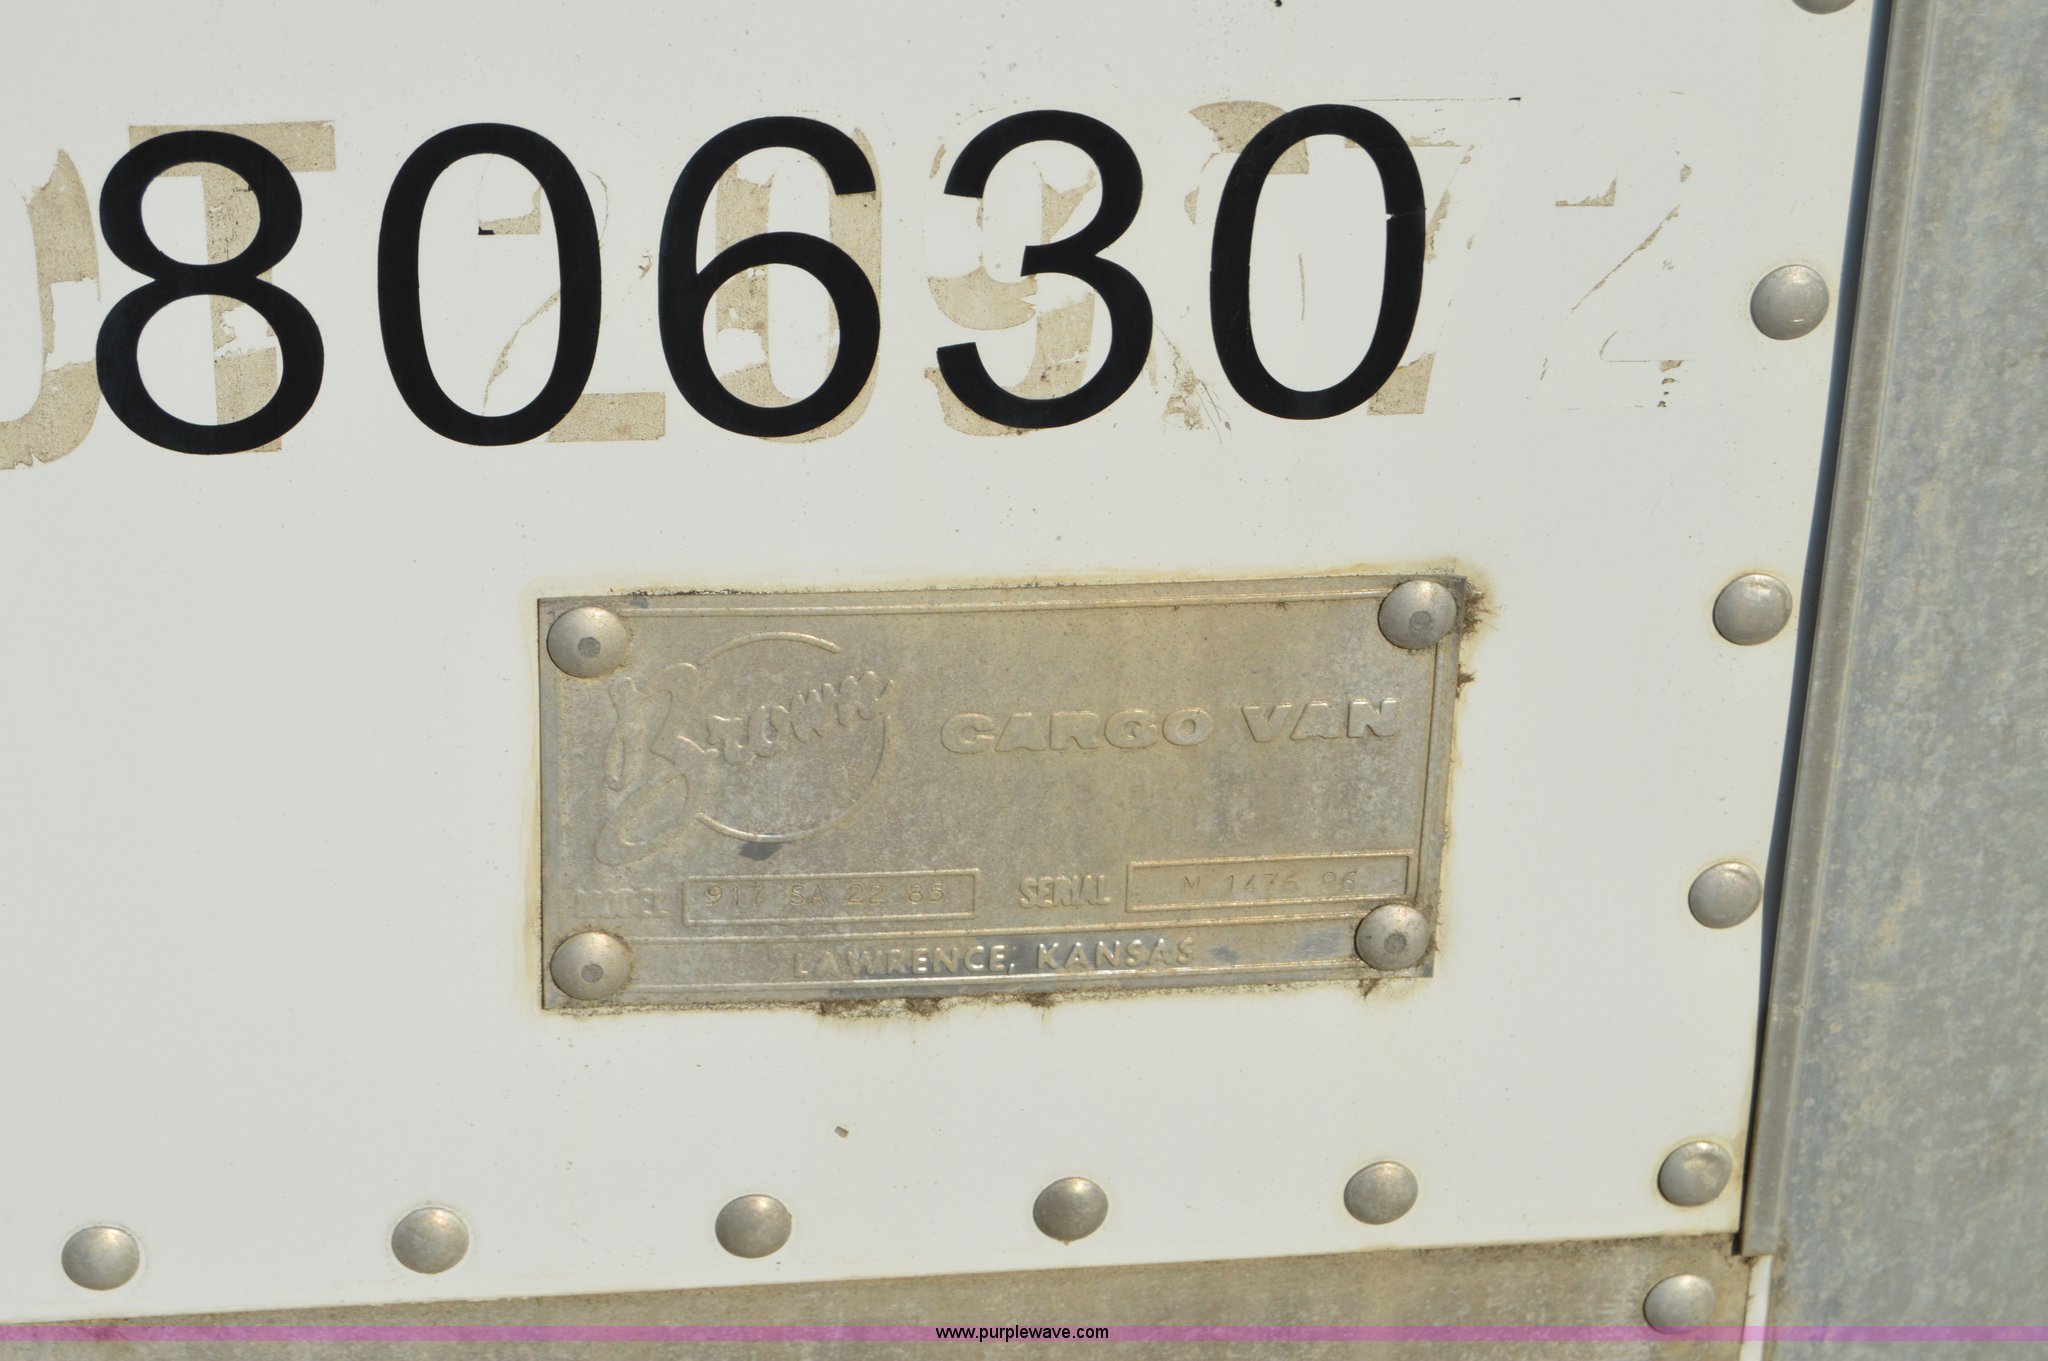 80630
Brown CARGO VAN
MODEL 917 SA 22 85 SERIAL M 1476 96
LAWRENCE, KANSAS
www.purplewave.com